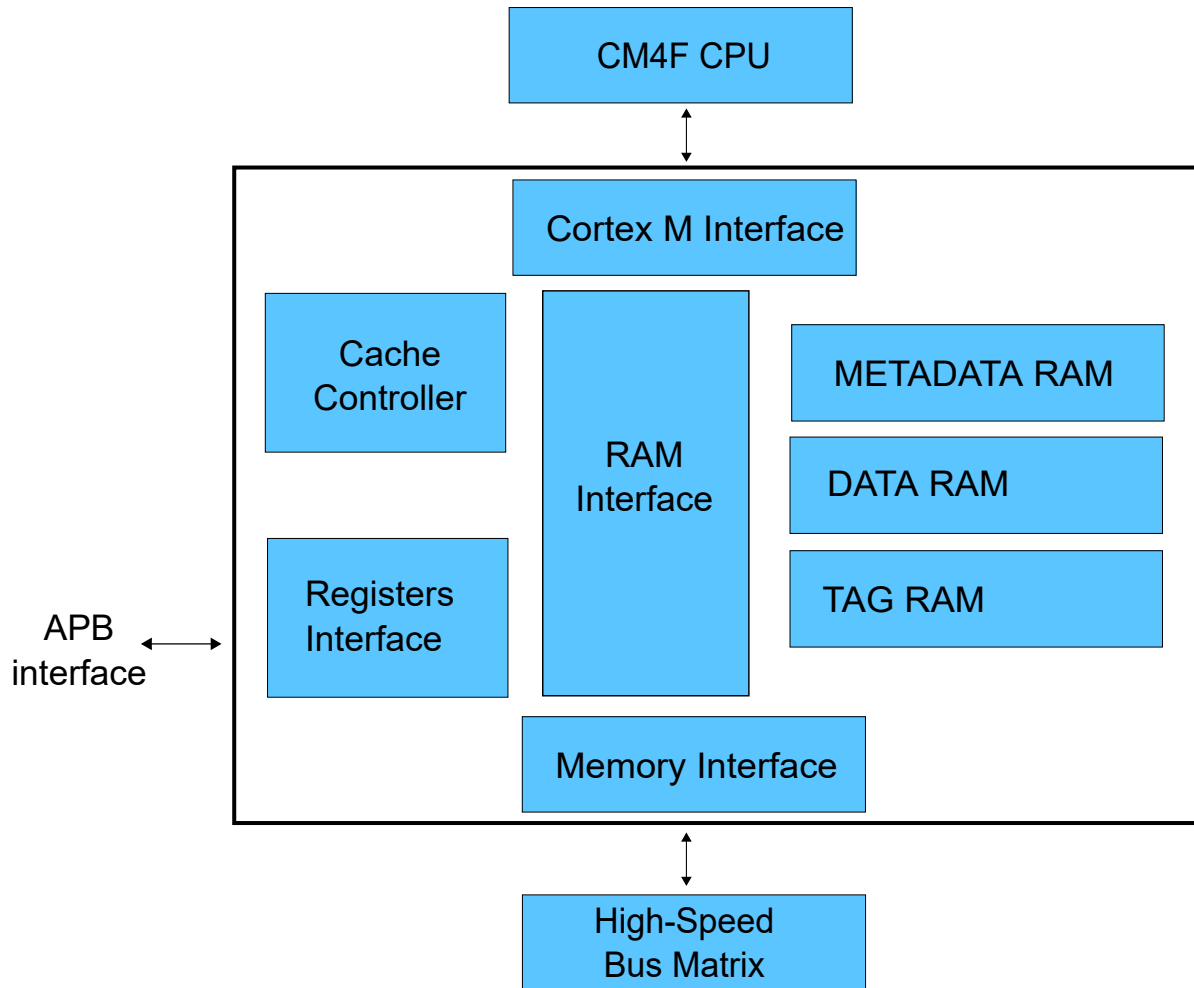 CM4F CPU
Cortex M Interface
Cache
Controller
RAM
Interface
METADATA RAM
DATA RAM
TAG RAM
Registers
Interface
APB
interface
Memory Interface
High-Speed
Bus Matrix